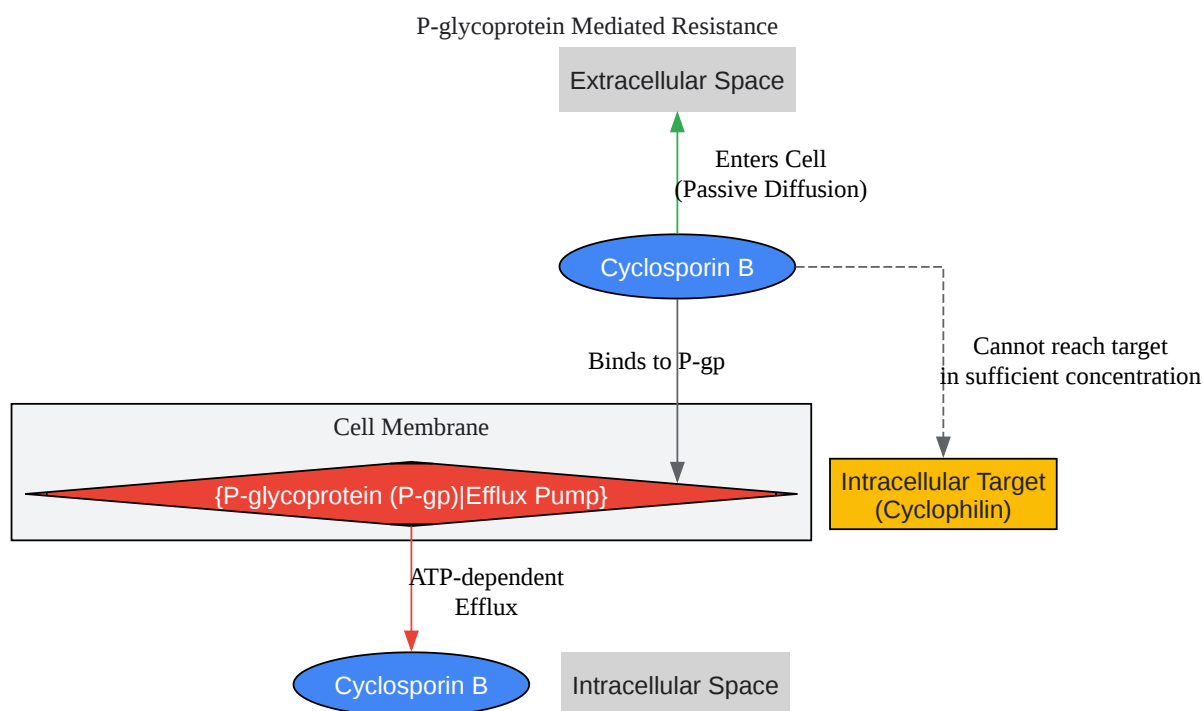 P-glycoprotein Mediated Resistance
Extracellular Space
Enters Cell
(Passive Diffusion)
Cyclosporin B
Binds to P-gp
Cannot reach target
in sufficient concentration
Cell Membrane
{P-glycoprotein (P-gp)|Efflux Pump}
Intracellular Target
(Cyclophilin)
ATP-dependent
Efflux
Cyclosporin B
Intracellular Space